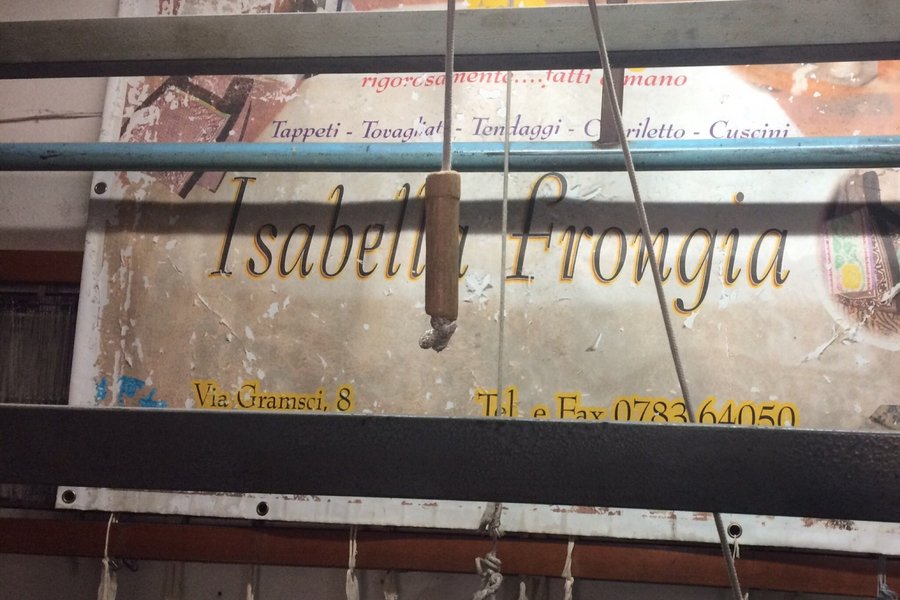 rigorosamente....fatti a mano
Tappeti - Tovagliati - Tendaggi - Copriletto - Cuscini
Isabella Frongia
Via Gramsci, 8
Tel. e Fax 0783 64050